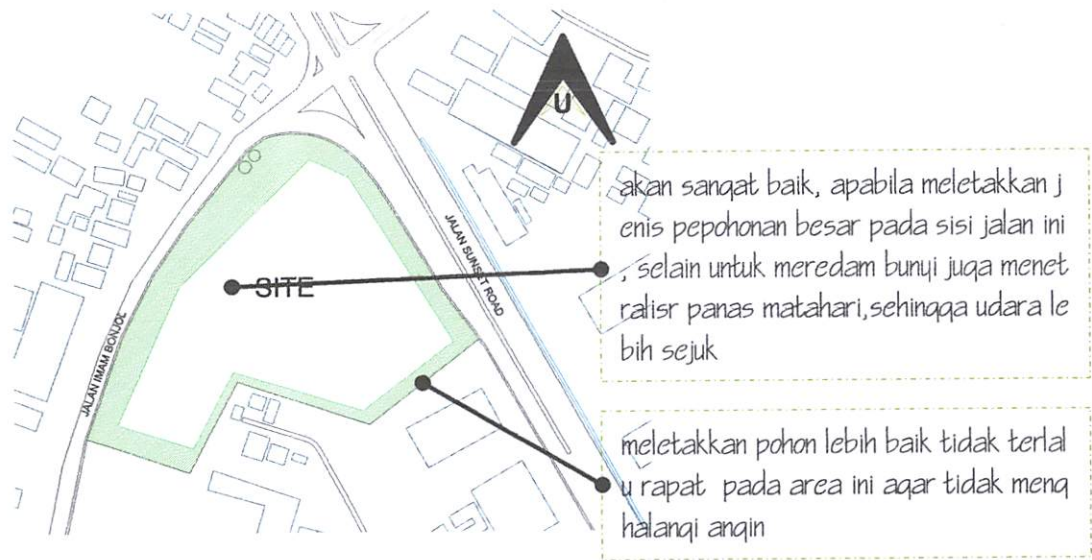 U
akan sangat baik, apabila meletakkan j
enis pepohonan besar pada sisi jalan ini
, selain untuk meredam bunyi juga menet
ralisr panas matahari,sehingga udara le
bih sejuk
SITE
JALAN SUNSET ROAD
JALAN IMAM BONJOL
meletakkan pohon lebih baik tidak terlal
u rapat pada area ini agar tidak meng
halangi angin